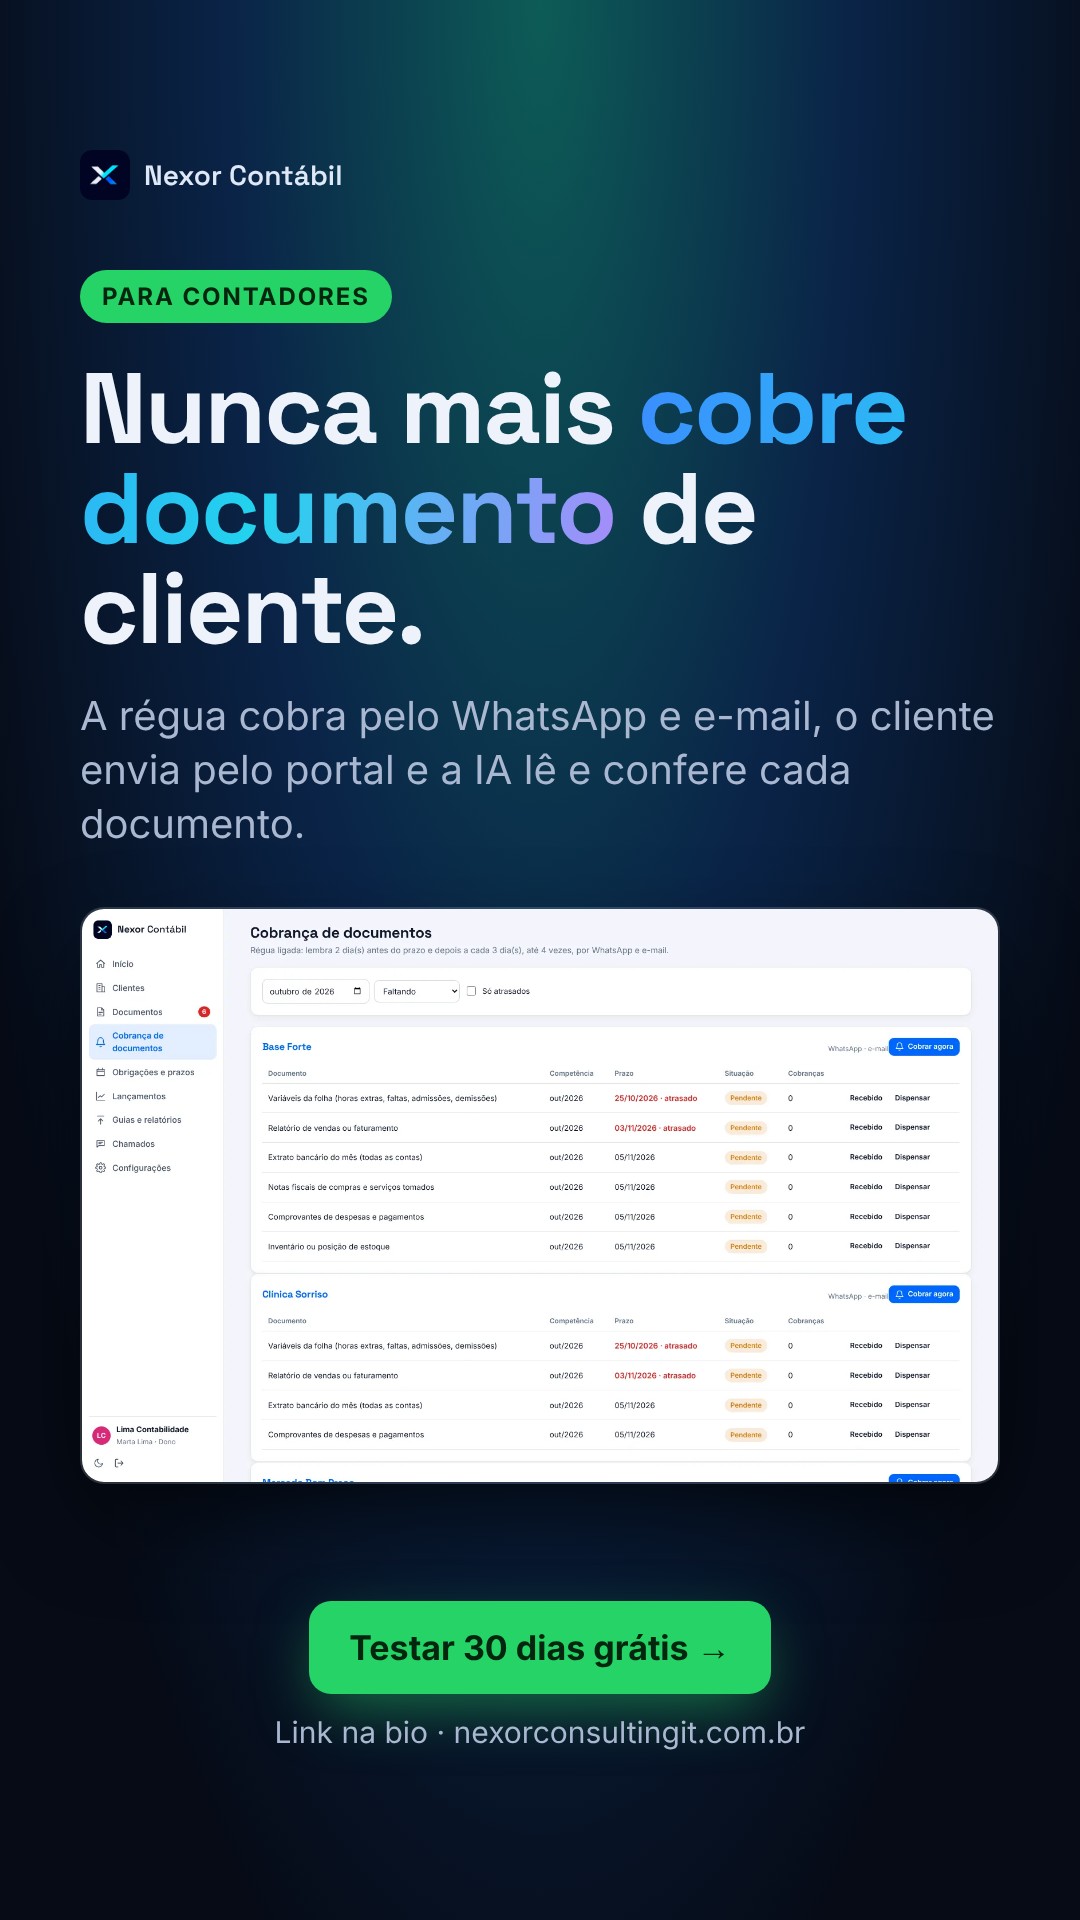 Nexor Contábil
PARA CONTADORES
Nunca mais cobre
documento de
cliente.
A régua cobra pelo WhatsApp e e-mail, o cliente
envia pelo portal e a IA lê e confere cada
documento.
Nexor Contábil
Início
Clientes
Documentos 6
Cobrança de
documentos
Obrigações e prazos
Lançamentos
Guias e relatórios
Chamados
Configurações
LC Lima Contabilidade
Marta Lima · Dono
Cobrança de documentos
Régua ligada: lembra 2 dia(s) antes do prazo e depois a cada 3 dia(s), até 4 vezes, por WhatsApp e e-mail.
outubro de 2026 Faltando Só atrasados
Base Forte WhatsApp · e-mail Cobrar agora
Documento Competência Prazo Situação Cobranças
Variáveis da folha (horas extras, faltas, admissões, demissões) out/2026 25/10/2026 · atrasado Pendente 0 Recebido Dispensar
Relatório de vendas ou faturamento out/2026 03/11/2026 · atrasado Pendente 0 Recebido Dispensar
Extrato bancário do mês (todas as contas) out/2026 05/11/2026 Pendente 0 Recebido Dispensar
Notas fiscais de compras e serviços tomados out/2026 05/11/2026 Pendente 0 Recebido Dispensar
Comprovantes de despesas e pagamentos out/2026 05/11/2026 Pendente 0 Recebido Dispensar
Inventário ou posição de estoque out/2026 05/11/2026 Pendente 0 Recebido Dispensar
Clínica Sorriso WhatsApp · e-mail Cobrar agora
Documento Competência Prazo Situação Cobranças
Variáveis da folha (horas extras, faltas, admissões, demissões) out/2026 25/10/2026 · atrasado Pendente 0 Recebido Dispensar
Relatório de vendas ou faturamento out/2026 03/11/2026 · atrasado Pendente 0 Recebido Dispensar
Extrato bancário do mês (todas as contas) out/2026 05/11/2026 Pendente 0 Recebido Dispensar
Comprovantes de despesas e pagamentos out/2026 05/11/2026 Pendente 0 Recebido Dispensar
Testar 30 dias grátis →
Link na bio · nexorconsultingit.com.br